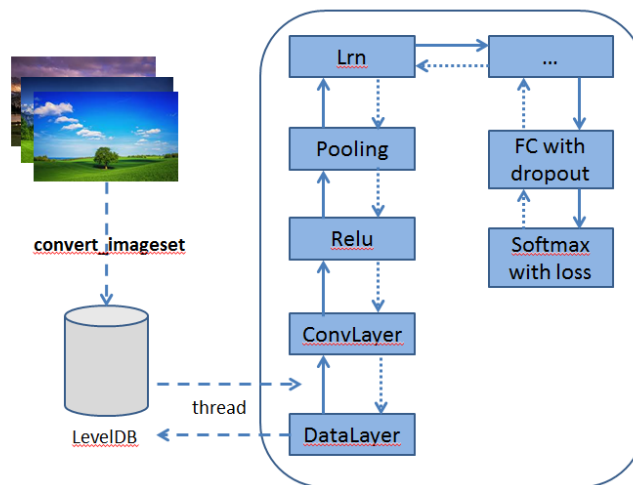 convert_imageset
LevelDB
thread
Lrn
...
Pooling
FC with
dropout
Relu
Softmax
with loss
ConvLayer
DataLayer